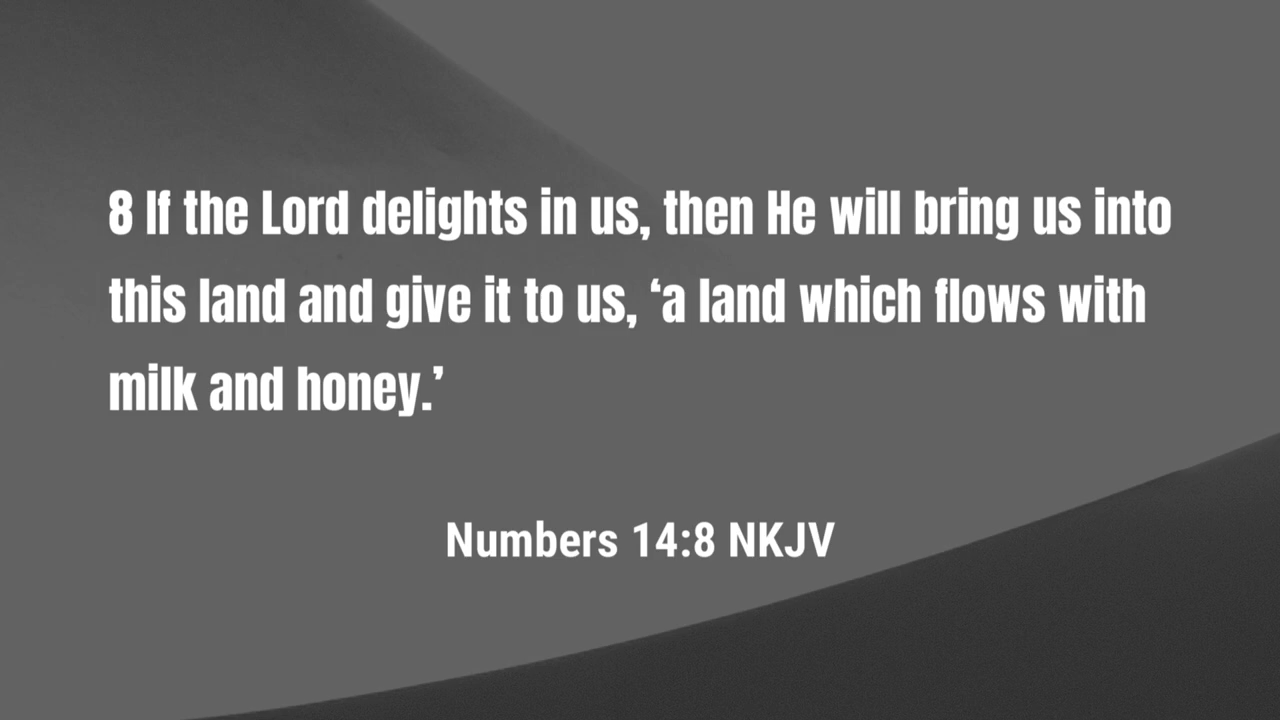 8 If the Lord delights in us, then He will bring us into
this land and give it to us, ‘a land which flows with
milk and honey.’
Numbers 14:8 NKJV